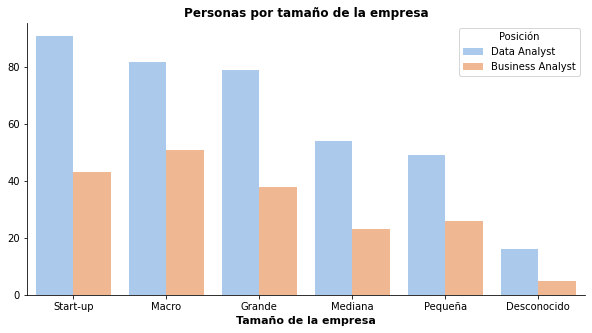 Personas por tamaño de la empresa
Posición
Data Analyst
Business Analyst
80
60
40
20
0
Start-up Macro Grande Mediana Pequeña Desconocido
Tamaño de la empresa